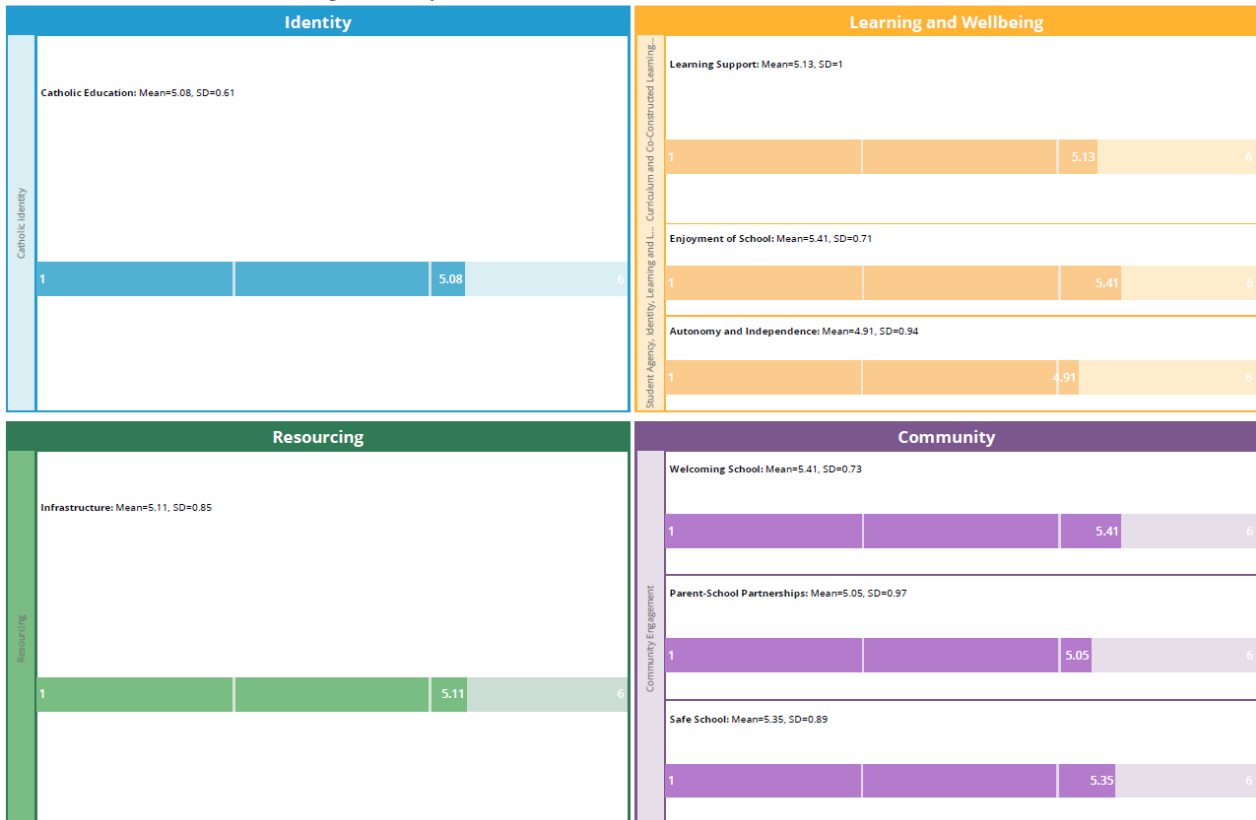 Identity
Catholic Identity
Catholic Education: Mean=5.08, SD=0.61
1 5.08 6
Learning and Wellbeing
Curriculum and Co-Constructed Learning...
Learning Support: Mean=5.13, SD=1
1 5.13 6
Student Agency, Identity, Learning and L...
Enjoyment of School: Mean=5.41, SD=0.71
1 5.41 6
Autonomy and Independence: Mean=4.91, SD=0.94
1 4.91 6
Resourcing
Resourcing
Infrastructure: Mean=5.11, SD=0.85
1 5.11 6
Community
Community Engagement
Welcoming School: Mean=5.41, SD=0.73
1 5.41 6
Parent-School Partnerships: Mean=5.05, SD=0.97
1 5.05 6
Safe School: Mean=5.35, SD=0.89
1 5.35 6